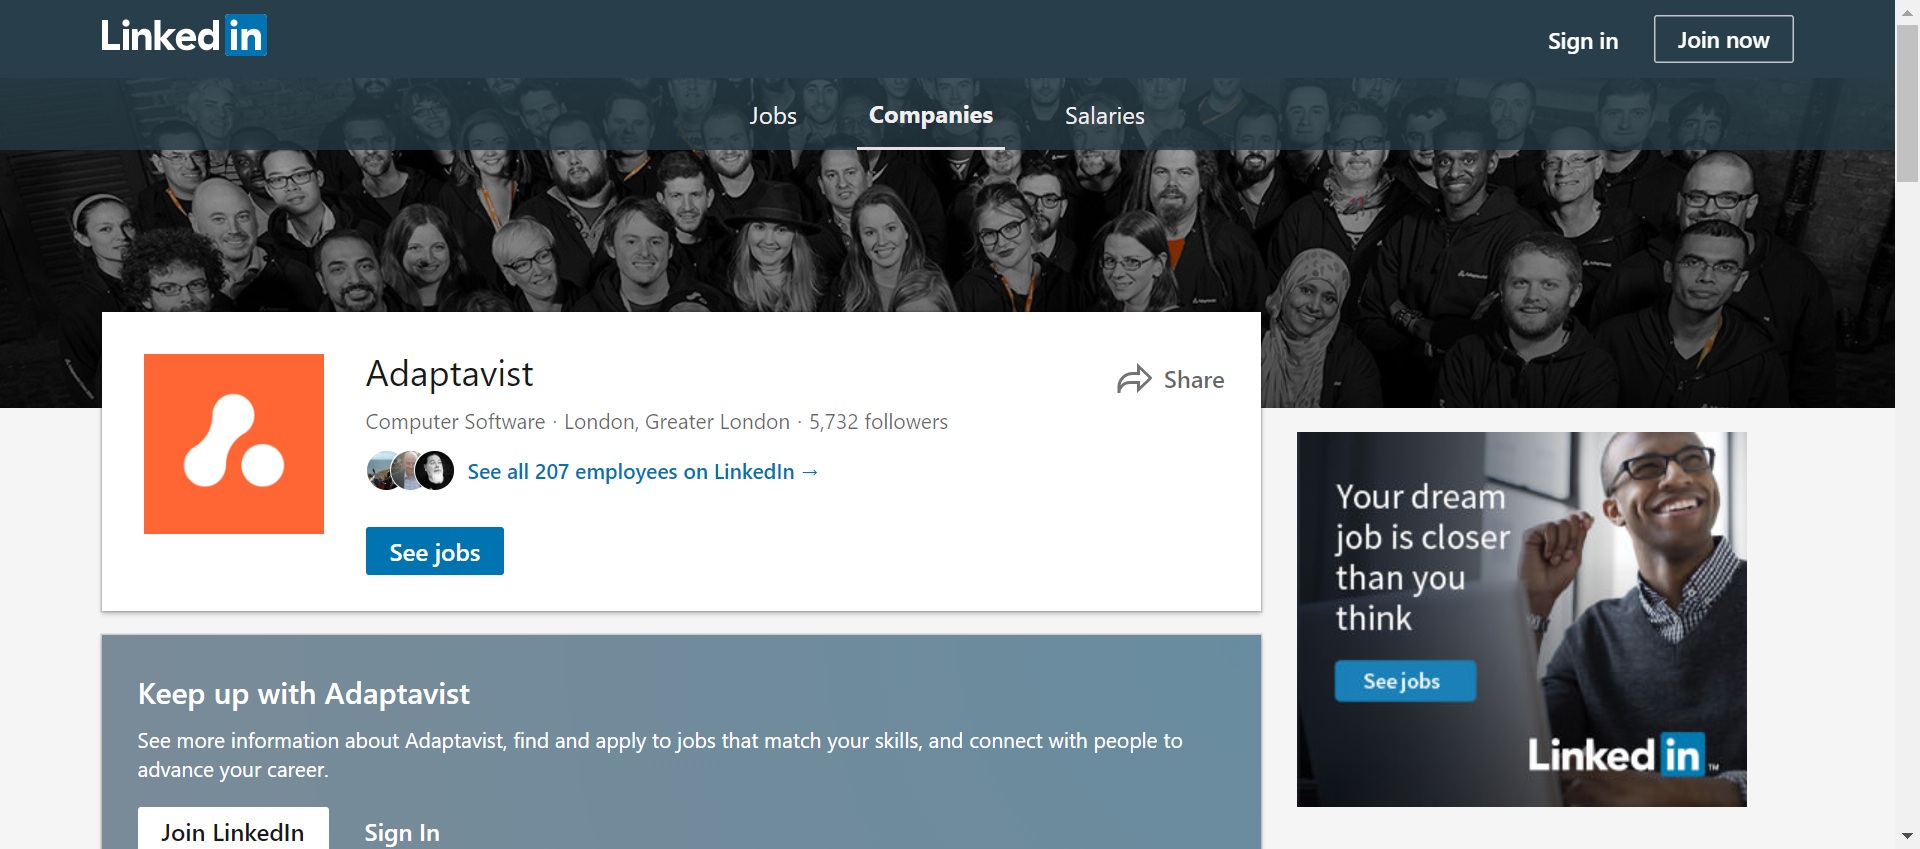 Linked in
Sign in
Join now
Jobs
Companies
Salaries
Adaptavist
Share
Computer Software · London, Greater London · 5,732 followers
See all 207 employees on LinkedIn →
See jobs
Your dream
job is closer
than you
think
See jobs
Linked in ™
Keep up with Adaptavist
See more information about Adaptavist, find and apply to jobs that match your skills, and connect with people to
advance your career.
Join LinkedIn
Sign In